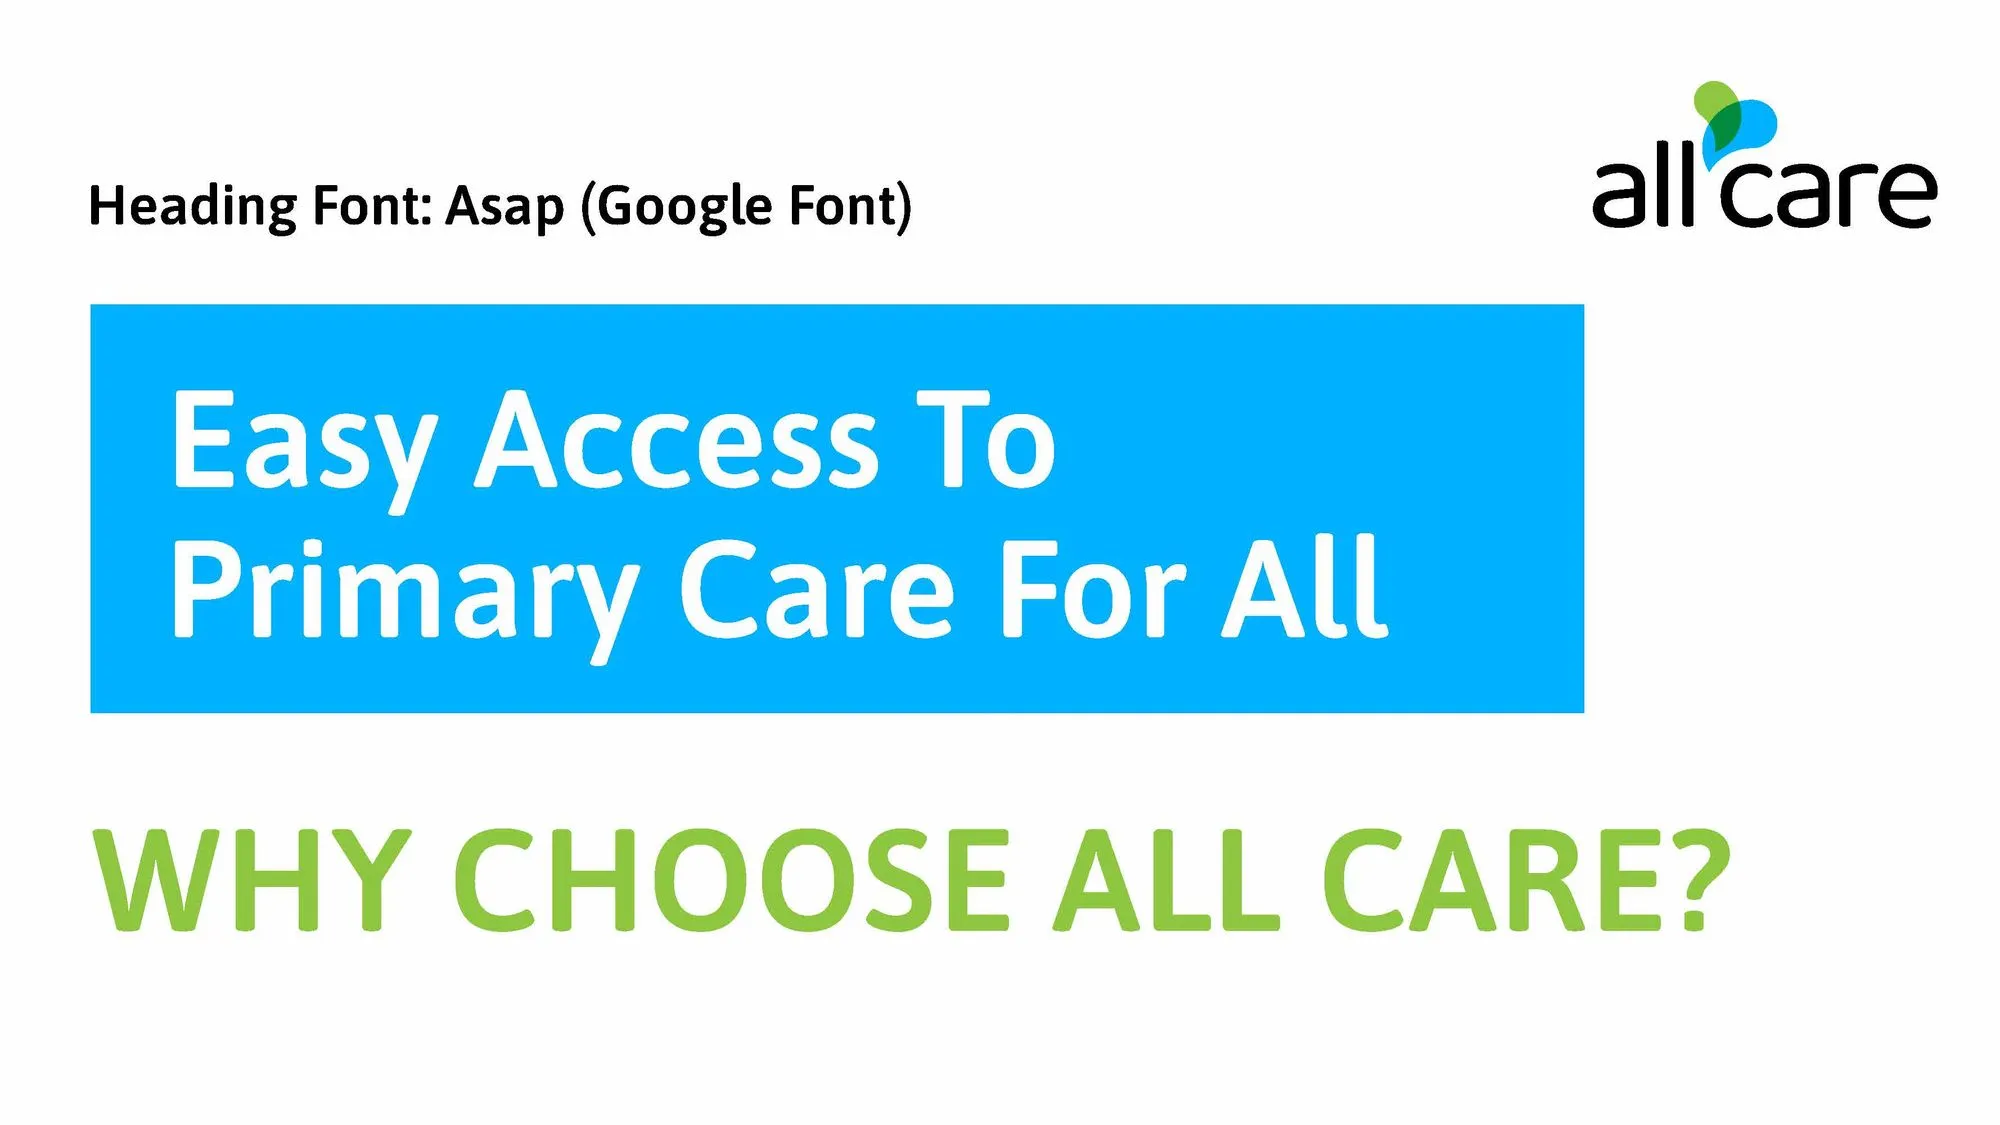 all care
Heading Font: Asap (Google Font)
Easy Access To
Primary Care For All
WHY CHOOSE ALL CARE?